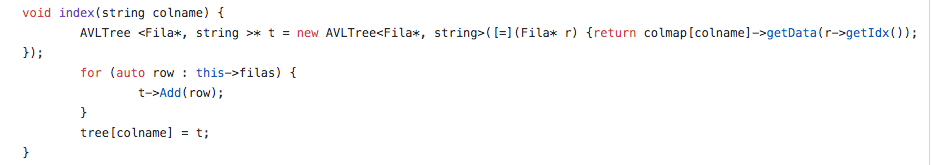 void index(string colname) {
        AVLTree <Fila*, string >* t = new AVLTree<Fila*, string>([=](Fila* r) {return colmap[colname]->getData(r->getIdx());
});
        for (auto row : this->filas) {
                t->Add(row);
        }
        tree[colname] = t;
}